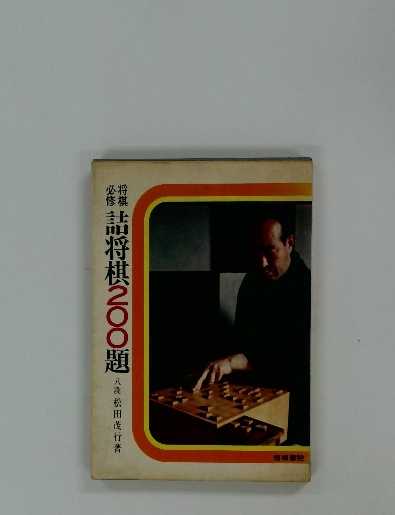 将棋
必修
詰将棋200題
八段 松田茂行著